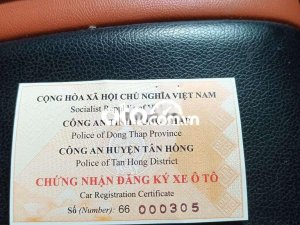 CỘNG HÒA XÃ HỘI CHỦ NGHĨA VIỆT NAM
Socialist
CÔNG AN TỈNH
Police of Dong Thap Province
CÔNG AN HUYỆN TÂN HỒNG
Police of Tan Hong District
CHỨNG NHẬN ĐĂNG KÝ XE Ô TÔ
Car Registration Certificate
Số (Number): 66 000305